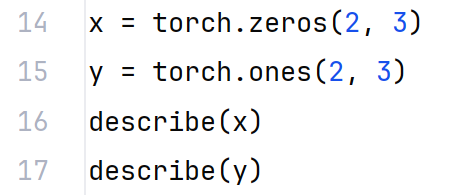 14 x = torch.zeros(2, 3)
15 y = torch.ones(2, 3)
16 describe(x)
17 describe(y)